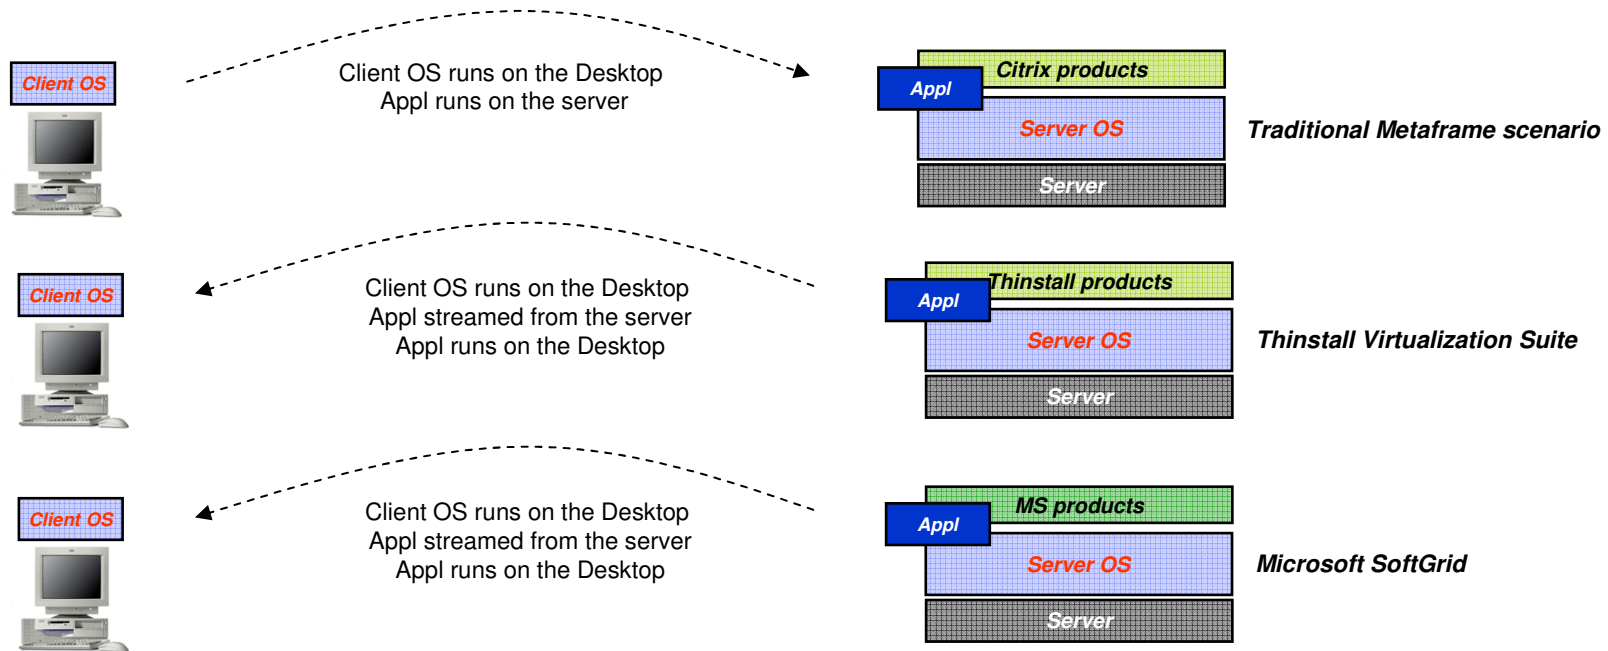 Client OS
Client OS runs on the Desktop
Appl runs on the server
Citrix products
Appl
Server OS
Server
Traditional Metaframe scenario
Client OS
Client OS runs on the Desktop
Appl streamed from the server
Appl runs on the Desktop
Thinstall products
Appl
Server OS
Server
Thinstall Virtualization Suite
Client OS
Client OS runs on the Desktop
Appl streamed from the server
Appl runs on the Desktop
MS products
Appl
Server OS
Server
Microsoft SoftGrid